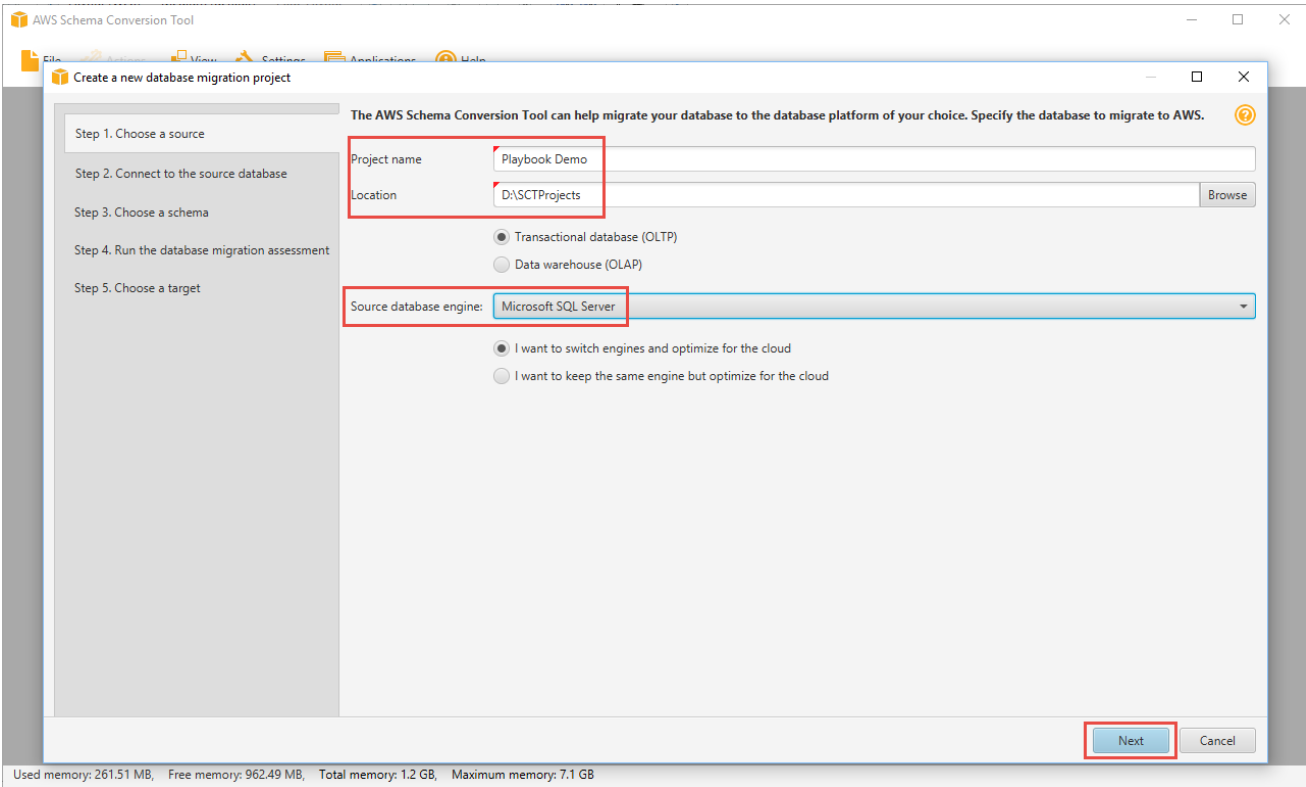 AWS Schema Conversion Tool
File Actions View Settings Applications Help
Create a new database migration project
Step 1. Choose a source
Step 2. Connect to the source database
Step 3. Choose a schema
Step 4. Run the database migration assessment
Step 5. Choose a target
The AWS Schema Conversion Tool can help migrate your database to the database platform of your choice. Specify the database to migrate to AWS.
Project name Playbook Demo
Location D:\SCTProjects Browse
Transactional database (OLTP)
Data warehouse (OLAP)
Source database engine: Microsoft SQL Server
I want to switch engines and optimize for the cloud
I want to keep the same engine but optimize for the cloud
Next Cancel
Used memory: 261.51 MB, Free memory: 962.49 MB, Total memory: 1.2 GB, Maximum memory: 7.1 GB